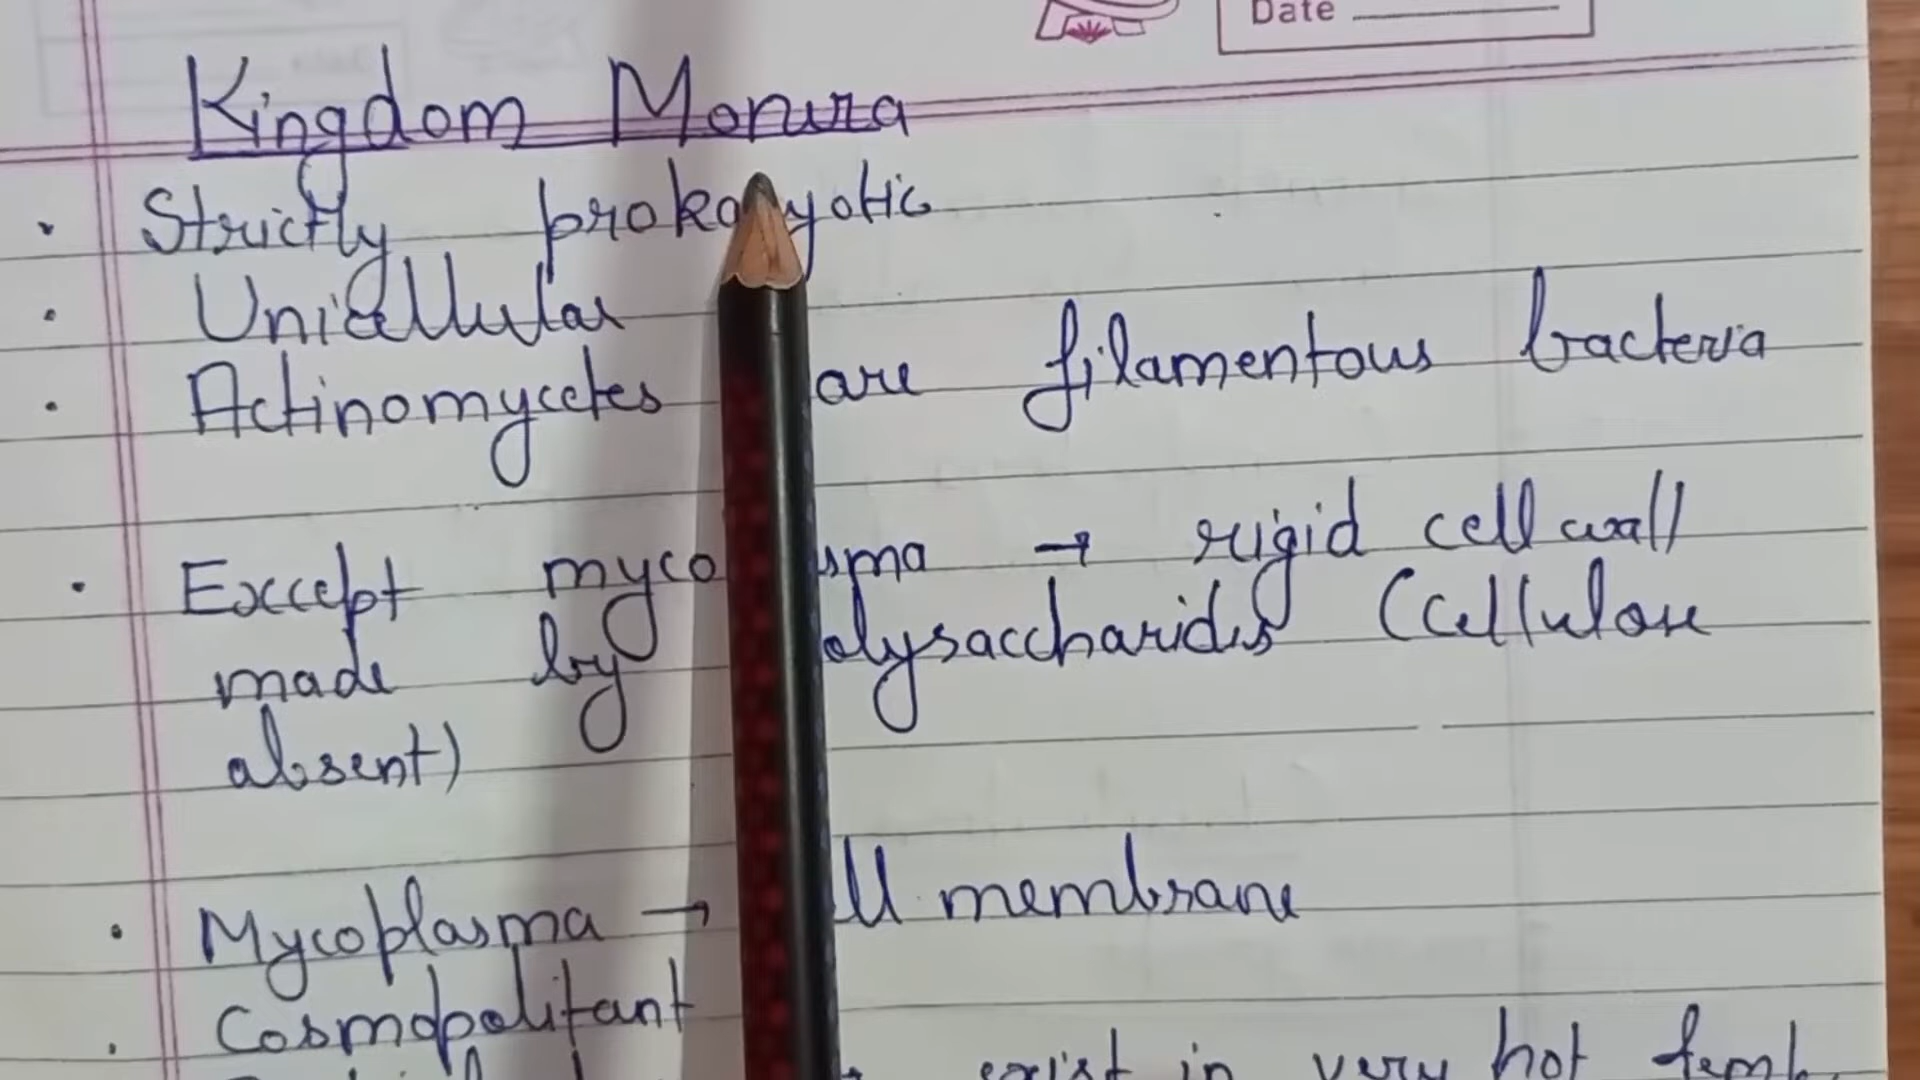 Date
Kingdom Monera
Strictly prokaryotic
Unicellular
Actinomycetes are filamentous bacteria
Except myco sma → rigid cell wall
made by olysaccharides (Cellulose
absent)
Mycoplasma → ll membrane
Cosmopolitant
exist in very hot temp